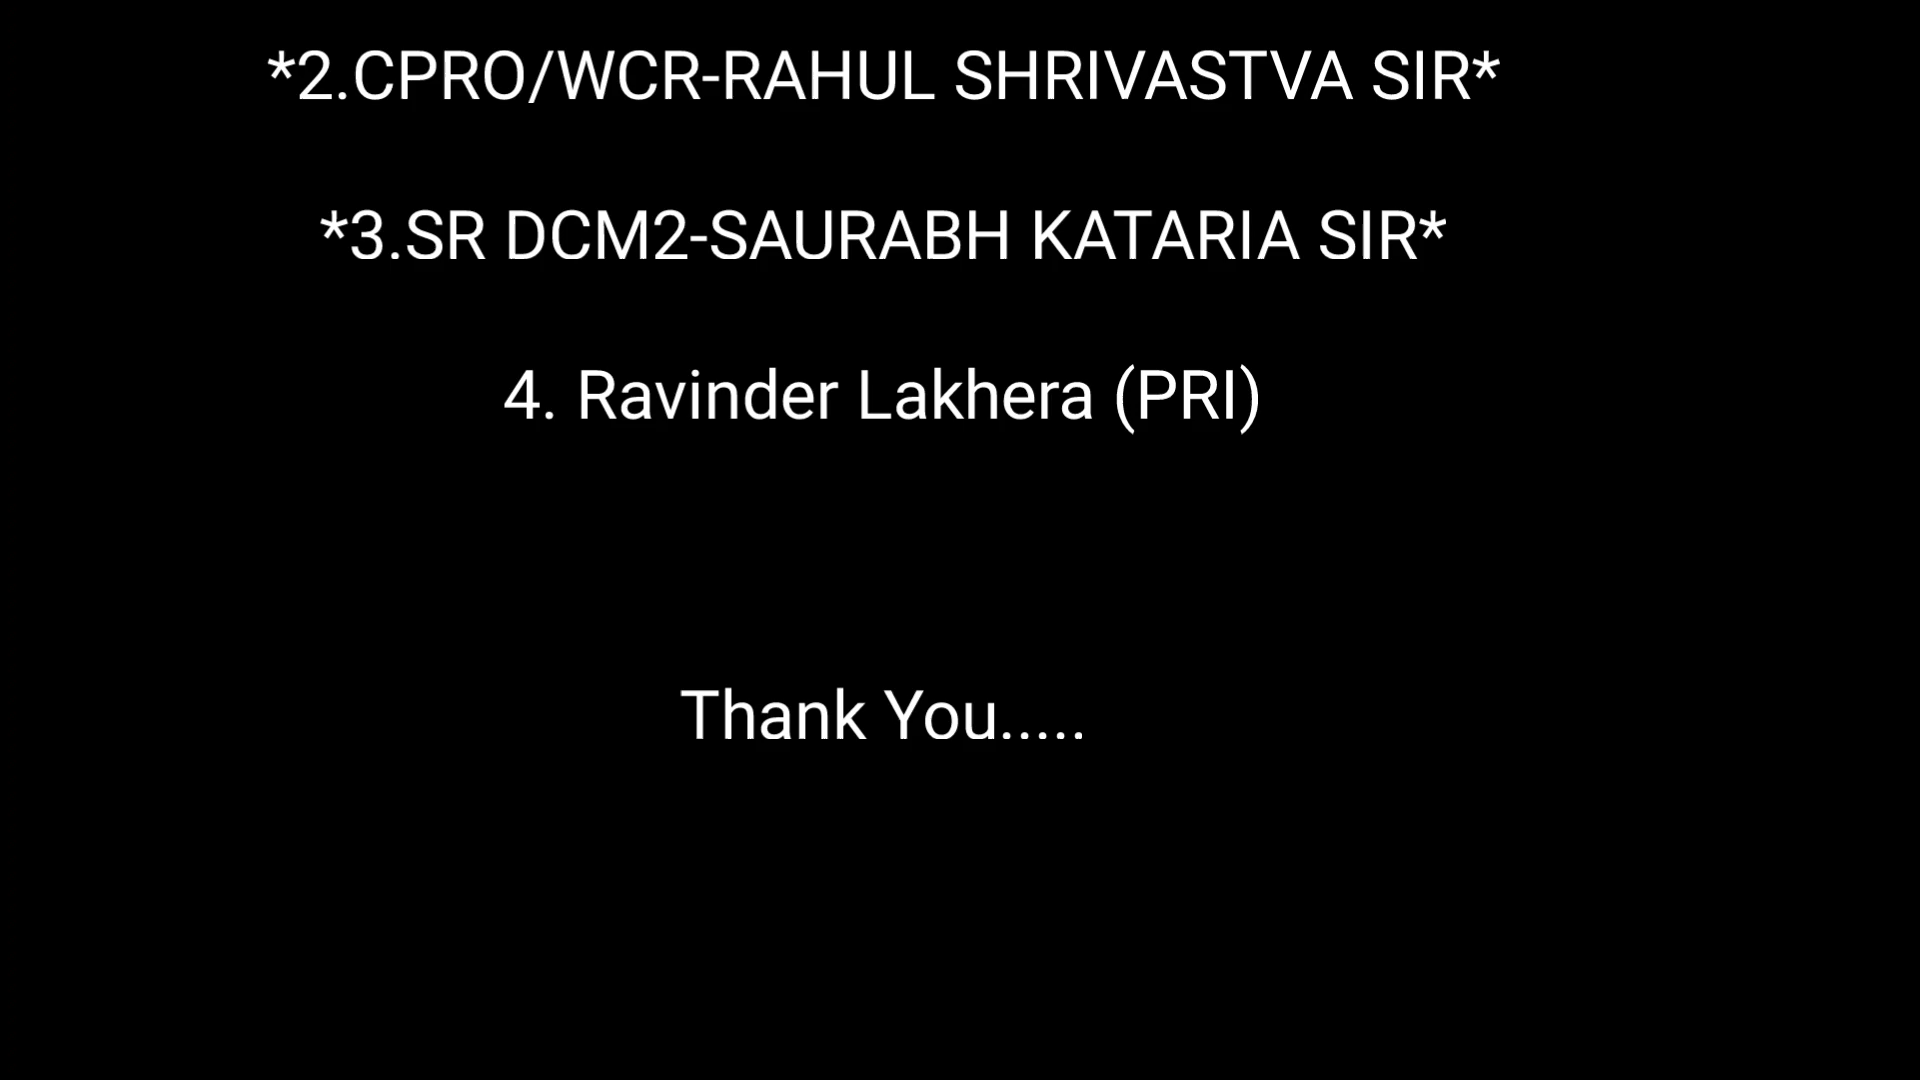 *2.CPRO/WCR-RAHUL SHRIVASTVA SIR*
*3.SR DCM2-SAURABH KATARIA SIR*
4. Ravinder Lakhera (PRI)
Thank You.....